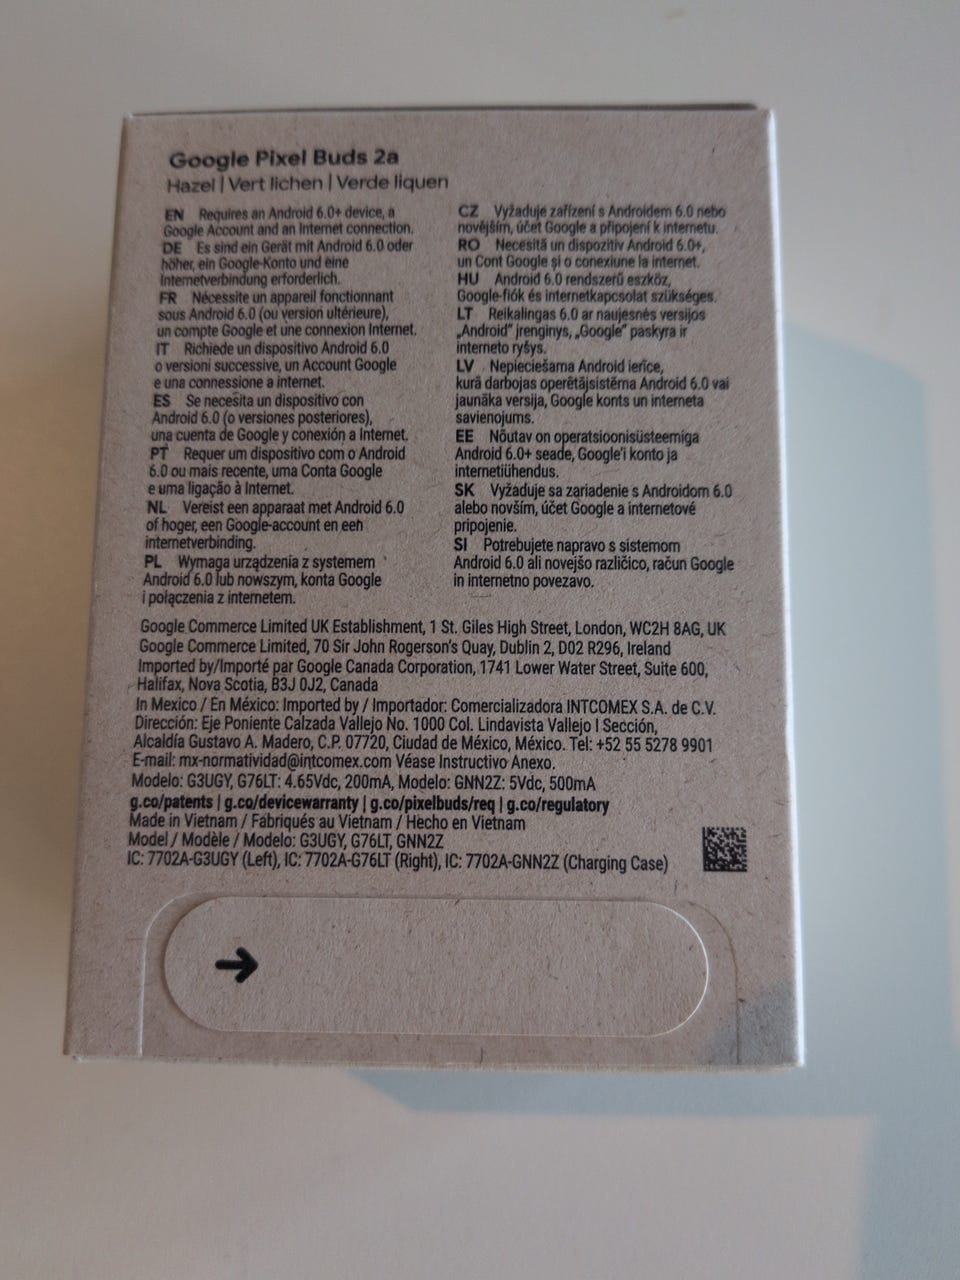 Google Pixel Buds 2a
Hazel | Vert lichen | Verde liquen
EN Requires an Android 6.0+ device, a
Google Account and an Internet connection.
DE Es sind ein Gerät mit Android 6.0 oder
höher, ein Google-Konto und eine
Internetverbindung erforderlich.
FR Nécessite un appareil fonctionnant
sous Android 6.0 (ou version ultérieure),
un compte Google et une connexion Internet.
IT Richiede un dispositivo Android 6.0
o versioni successive, un Account Google
e una connessione a internet.
ES Se necesita un dispositivo con
Android 6.0 (o versiones posteriores),
una cuenta de Google y conexión a Internet.
PT Requer um dispositivo com o Android
6.0 ou mais recente, uma Conta Google
e uma ligação à Internet.
NL Vereist een apparaat met Android 6.0
of hoger, een Google-account en een
internetverbinding.
PL Wymaga urządzenia z systemem
Android 6.0 lub nowszym, konta Google
i połączenia z internetem.
CZ Vyžaduje zařízení s Androidem 6.0 nebo
novějším, účet Google a připojení k internetu.
RO Necesită un dispozitiv Android 6.0+,
un Cont Google și o conexiune la internet.
HU Android 6.0 rendszerű eszköz,
Google-fiók és internetkapcsolat szükséges.
LT Reikalingas 6.0 ar naujesnės versijos
„Android" įrenginys, „Google" paskyra ir
interneto ryšys.
LV Nepieciešama Android ierīce,
kurā darbojas operētājsistēma Android 6.0 vai
jaunāka versija, Google konts un interneta
savienojums.
EE Nõutav on operatsioonisüsteemiga
Android 6.0+ seade, Google'i konto ja
internetiühendus.
SK Vyžaduje sa zariadenie s Androidom 6.0
alebo novším, účet Google a internetové
pripojenie.
SI Potrebujete napravo s sistemom
Android 6.0 ali novejšo različico, račun Google
in internetno povezavo.
Google Commerce Limited UK Establishment, 1 St. Giles High Street, London, WC2H 8AG, UK
Google Commerce Limited, 70 Sir John Rogerson's Quay, Dublin 2, D02 R296, Ireland
Imported by/Importé par Google Canada Corporation, 1741 Lower Water Street, Suite 600,
Halifax, Nova Scotia, B3J 0J2, Canada
In Mexico / En México: Imported by / Importador: Comercializadora INTCOMEX S.A. de C.V.
Dirección: Eje Poniente Calzada Vallejo No. 1000 Col. Lindavista Vallejo I Sección,
Alcaldía Gustavo A. Madero, C.P. 07720, Ciudad de México, México. Tel: +52 55 5278 9901
E-mail: mx-normatividad@intcomex.com Véase Instructivo Anexo.
Modelo: G3UGY, G76LT: 4.65Vdc, 200mA, Modelo: GNN2Z: 5Vdc, 500mA
g.co/patents | g.co/devicewarranty | g.co/pixelbuds/req | g.co/regulatory
Made in Vietnam / Fabriqués au Vietnam / Hecho en Vietnam
Model / Modèle / Modelo: G3UGY, G76LT, GNN2Z
IC: 7702A-G3UGY (Left), IC: 7702A-G76LT (Right), IC: 7702A-GNN2Z (Charging Case)